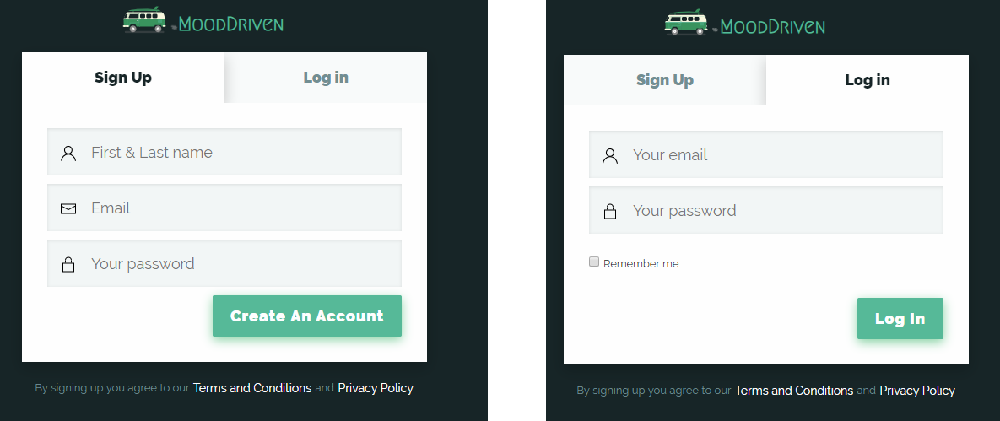 MoodDriven
Sign Up
Log in
First & Last name
Email
Your password
Create An Account
By signing up you agree to our Terms and Conditions and Privacy Policy
MoodDriven
Sign Up
Log in
Your email
Your password
Remember me
Log In
By signing up you agree to our Terms and Conditions and Privacy Policy